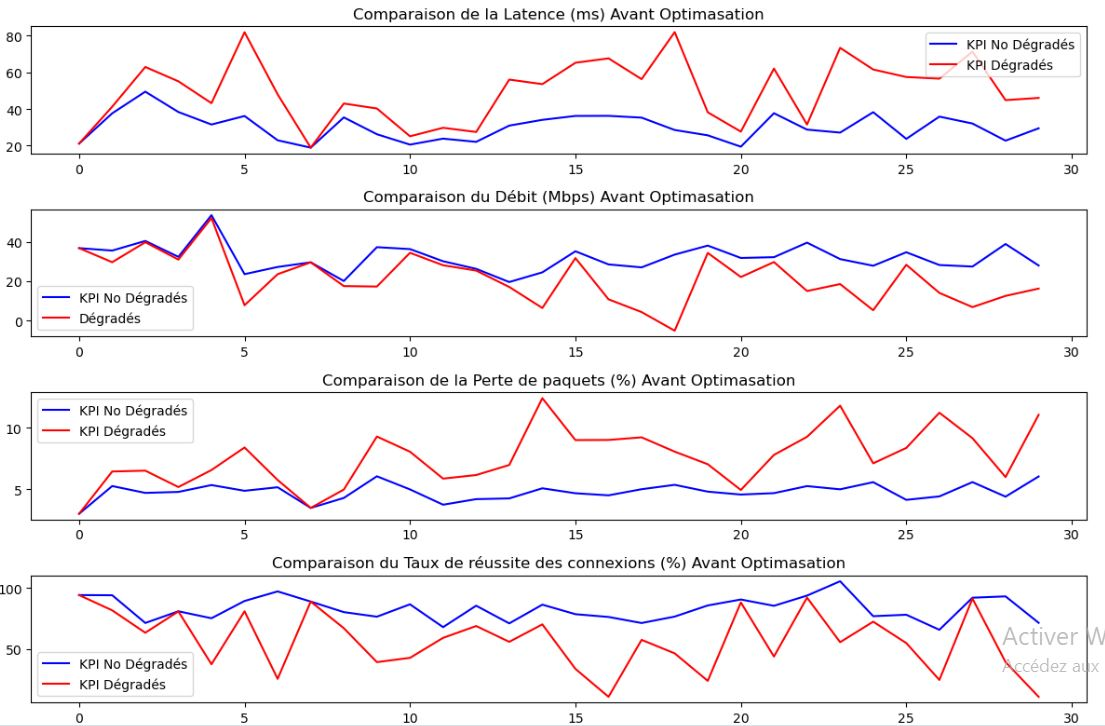 Comparaison de la Latence (ms) Avant Optimasation
80
60
40
20
KPI No Dégradés
KPI Dégradés
0 5 10 15 20 25 30
Comparaison du Débit (Mbps) Avant Optimasation
40
20
0
KPI No Dégradés
Dégradés
0 5 10 15 20 25 30
Comparaison de la Perte de paquets (%) Avant Optimasation
10
5
KPI No Dégradés
KPI Dégradés
0 5 10 15 20 25 30
Comparaison du Taux de réussite des connexions (%) Avant Optimasation
100
50
KPI No Dégradés
KPI Dégradés
0 5 10 15 20 25 30
Activer W
Accédez aux